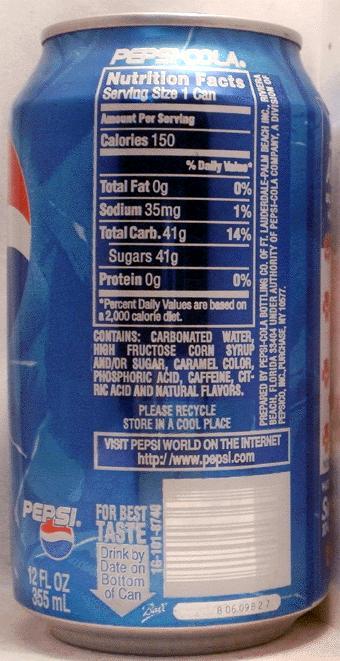 PEPSI-COLA®
Nutrition Facts
Serving Size 1 Can
Amount Per Serving
Calories 150
% Daily Value*
Total Fat 0g 0%
Sodium 35mg 1%
Total Carb. 41g 14%
Sugars 41g
Protein 0g 0%
*Percent Daily Values are based on
a 2,000 calorie diet.
CONTAINS: CARBONATED WATER,
HIGH FRUCTOSE CORN SYRUP
AND/OR SUGAR, CARAMEL COLOR,
PHOSPHORIC ACID, CAFFEINE, CIT-
RIC ACID AND NATURAL FLAVORS.
PLEASE RECYCLE
STORE IN A COOL PLACE
VISIT PEPSI WORLD ON THE INTERNET
http://www.pepsi.com
PREPARED BY PEPSI-COLA BOTTLING CO. OF FT. LAUDERDALE-PALM BEACH INC., RIVIERA
BEACH, FLORIDA 33404 UNDER AUTHORITY OF PEPSI-COLA COMPANY, A DIVISION OF
PEPSICO, INC., PURCHASE, NY 10577.
PEPSI®
12 FL OZ
355 mL
FOR BEST
TASTE
Drink by
Date on
Bottom
of Can
16-101-8740
Ball